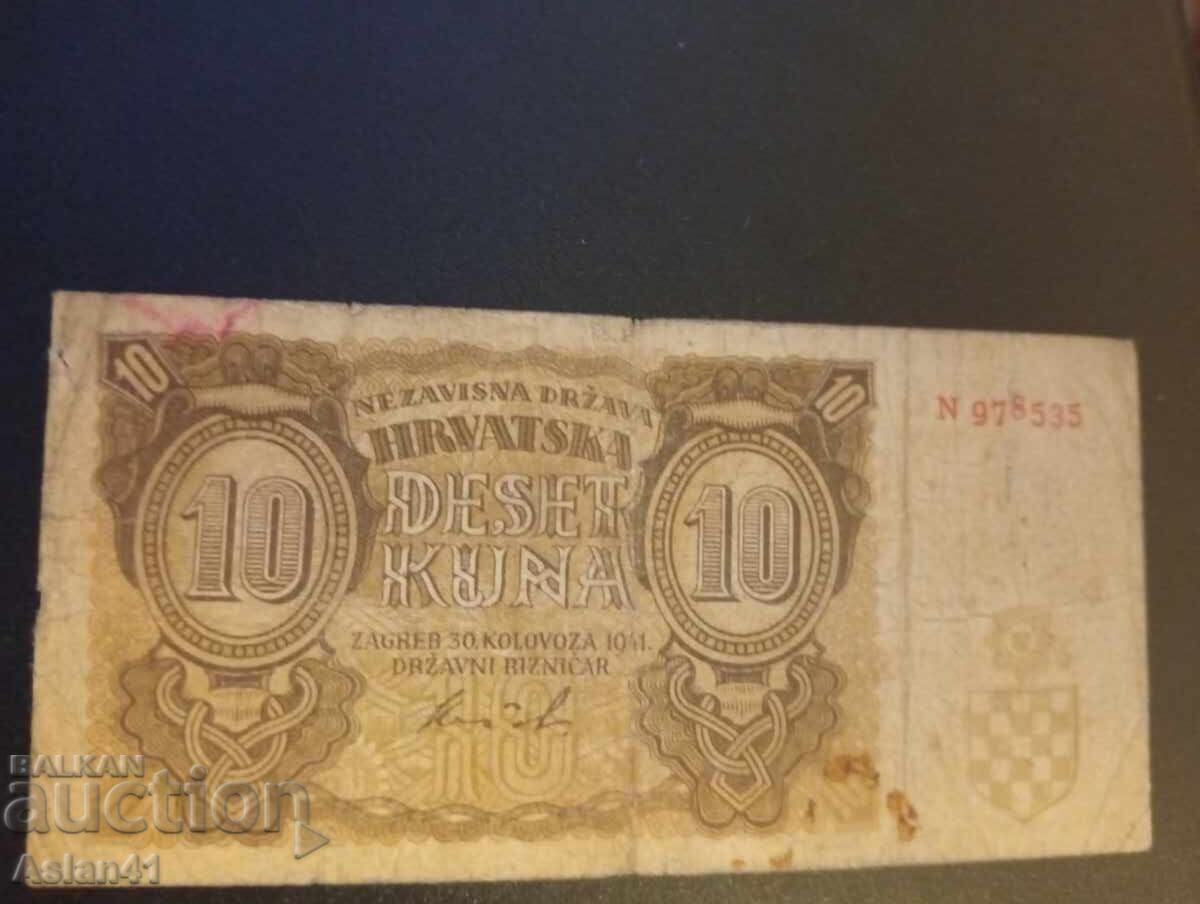 10
10
NEZAVISNA DRŽAVA
HRVATSKA
DESET
KUNA
10
10
N 978535
ZAGREB 30. KOLOVOZA 1941.
DRŽAVNI RIZNIČAR
10
BALKAN
auction
Aslan41